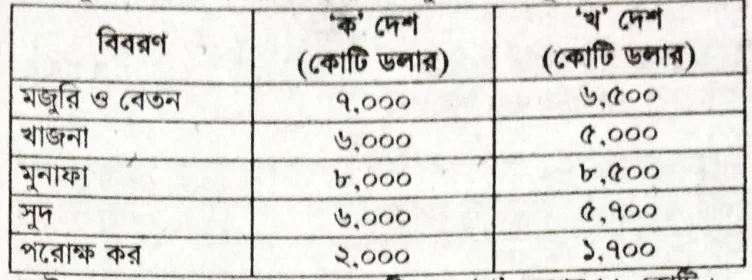 বিবরণ | 'ক' দেশ (কোটি ডলার) | 'খ' দেশ (কোটি ডলার)
মজুরি ও বেতন | ৭,০০০ | ৬,৫০০
খাজনা | ৬,০০০ | ৫,০০০
মুনাফা | ৮,০০০ | ৮,৫০০
সুদ | ৬,০০০ | ৫,৭০০
পরোক্ষ কর | ২,০০০ | ১,৭০০